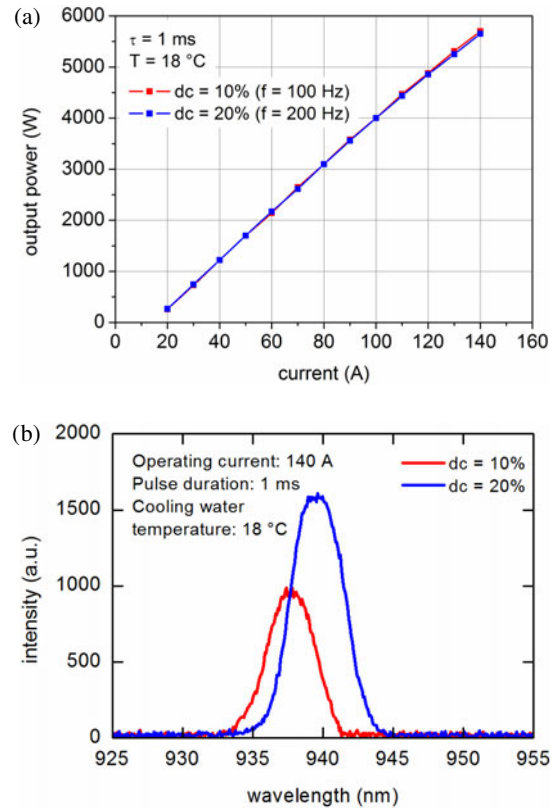 (a)
6000
5000
4000
3000
2000
1000
0
output power (W)
τ = 1 ms
T = 18 °C
dc = 10% (f = 100 Hz)
dc = 20% (f = 200 Hz)
0 20 40 60 80 100 120 140 160
current (A)
(b)
2000
1500
1000
500
0
intensity (a.u.)
Operating current: 140 A
Pulse duration: 1 ms
Cooling water
temperature: 18 °C
dc = 10%
dc = 20%
925 930 935 940 945 950 955
wavelength (nm)